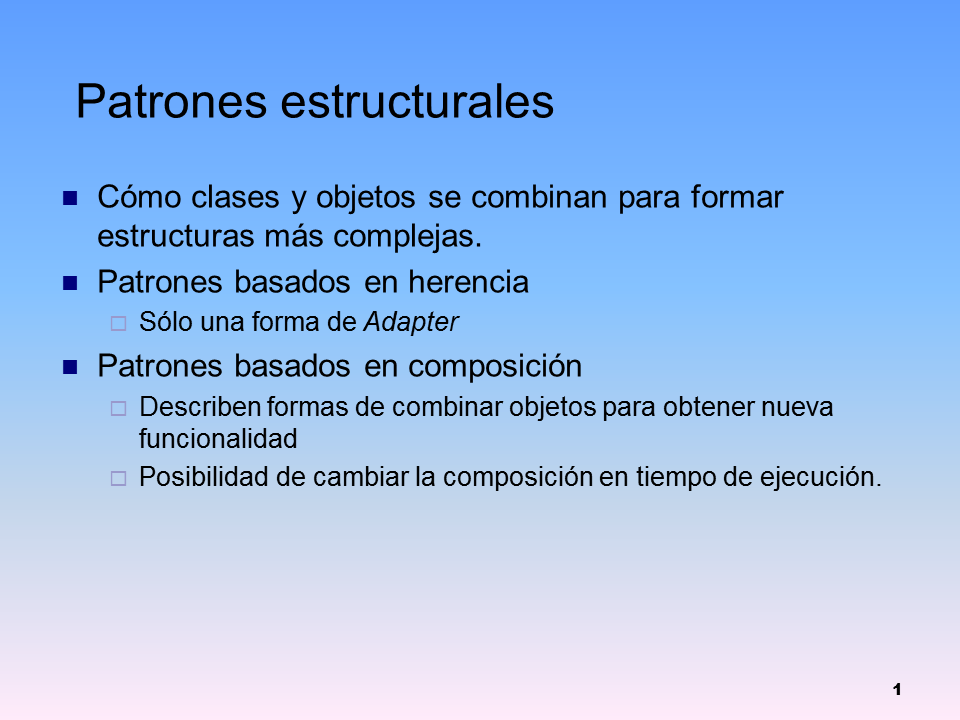 Patrones estructurales
Cómo clases y objetos se combinan para formar
estructuras más complejas.
Patrones basados en herencia
Sólo una forma de Adapter
Patrones basados en composición
Describen formas de combinar objetos para obtener nueva
funcionalidad
Posibilidad de cambiar la composición en tiempo de ejecución.
1